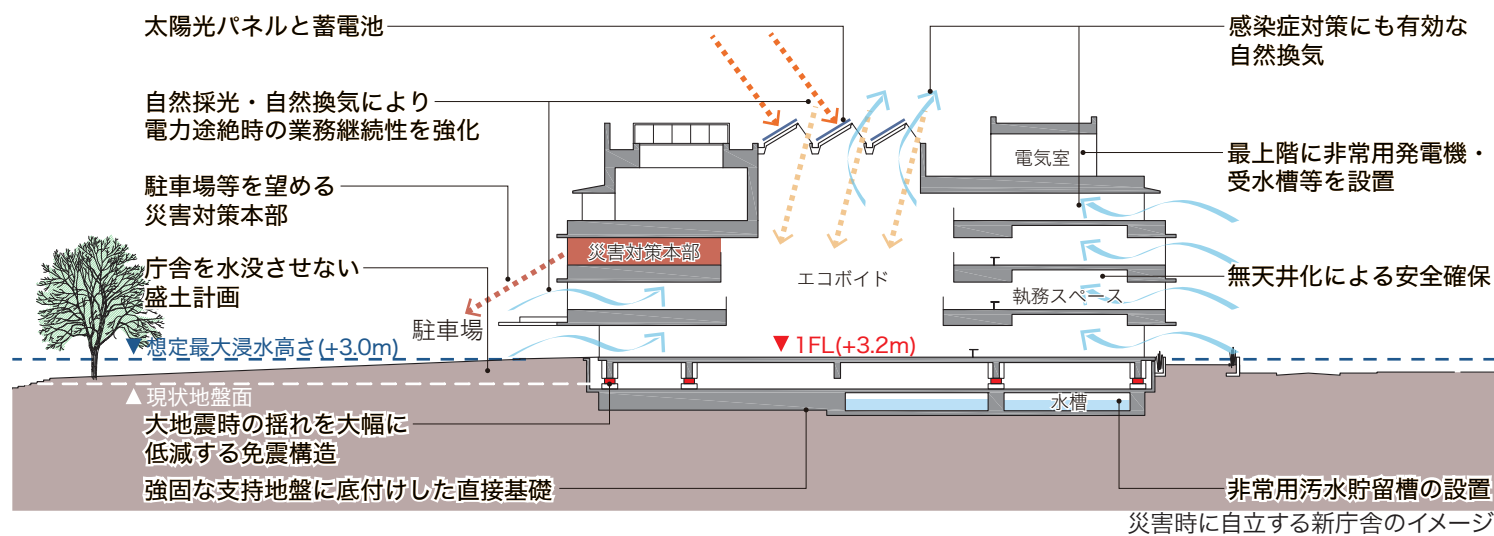 太陽光パネルと蓄電池
感染症対策にも有効な
自然換気
自然採光・自然換気により
電力途絶時の業務継続性を強化
電気室
最上階に非常用発電機・
受水槽等を設置
駐車場等を望める
災害対策本部
災害対策本部
庁舎を水没させない
盛土計画
エコボイド
執務スペース
無天井化による安全確保
駐車場
▼想定最大浸水高さ(+3.0m)
▼1FL(+3.2m)
▲現状地盤面
水槽
大地震時の揺れを大幅に
低減する免震構造
強固な支持地盤に底付けした直接基礎
非常用汚水貯留槽の設置
災害時に自立する新庁舎のイメージ